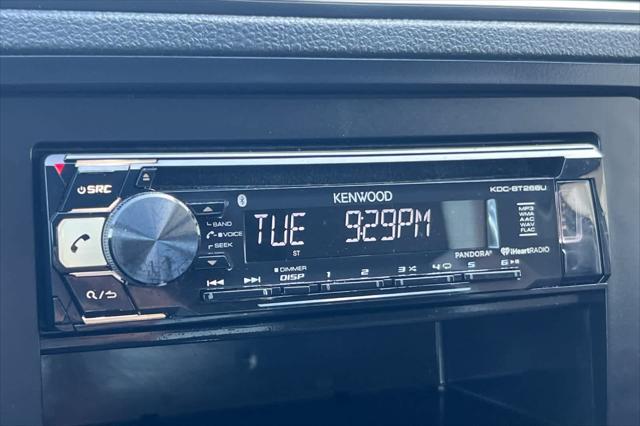 SRC
KENWOOD
KDC-BT268U
BAND
VOICE
SEEK
TUE 9:29PM
ST
MP3
WMA
AAC
WAV
FLAC
PANDORA
iHeartRADIO
DIMMER
DISP
1 2 3 4 5 6